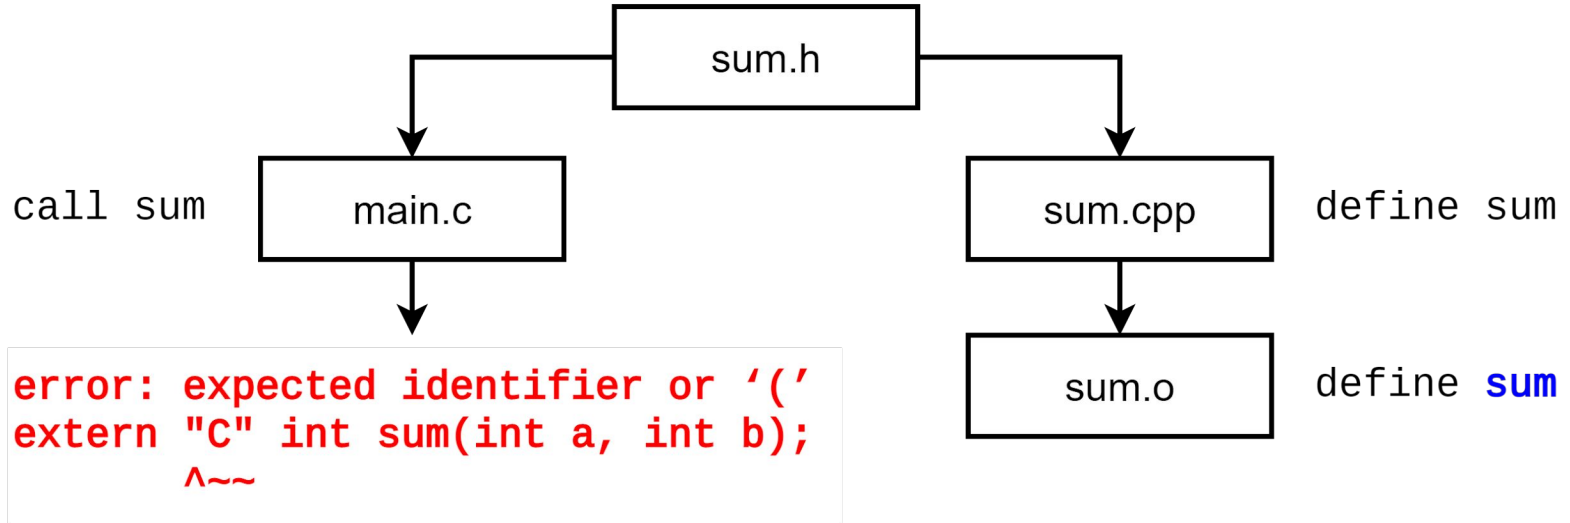 sum.h
call sum
main.c
sum.cpp
define sum
error: expected identifier or ‘(’
extern "C" int sum(int a, int b);
^~~
sum.o
define sum